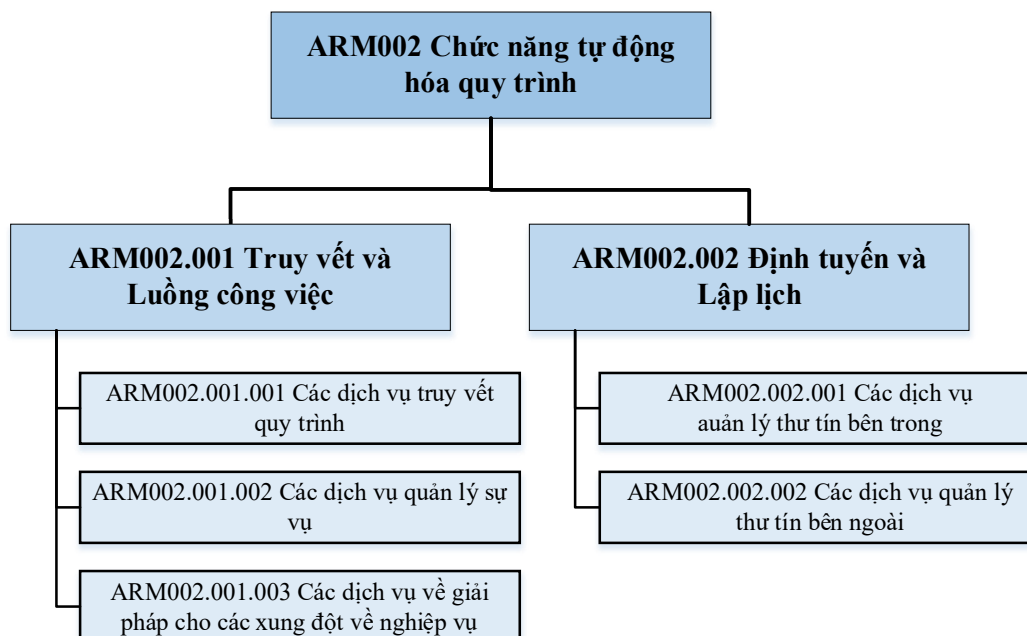 ARM002 Chức năng tự động
hóa quy trình
ARM002.001 Truy vết và
Luồng công việc
ARM002.002 Định tuyến và
Lập lịch
ARM002.001.001 Các dịch vụ truy vết
quy trình
ARM002.001.002 Các dịch vụ quản lý sự
vụ
ARM002.001.003 Các dịch vụ về giải
pháp cho các xung đột về nghiệp vụ
ARM002.002.001 Các dịch vụ
auản lý thư tín bên trong
ARM002.002.002 Các dịch vụ quản lý
thư tín bên ngoài